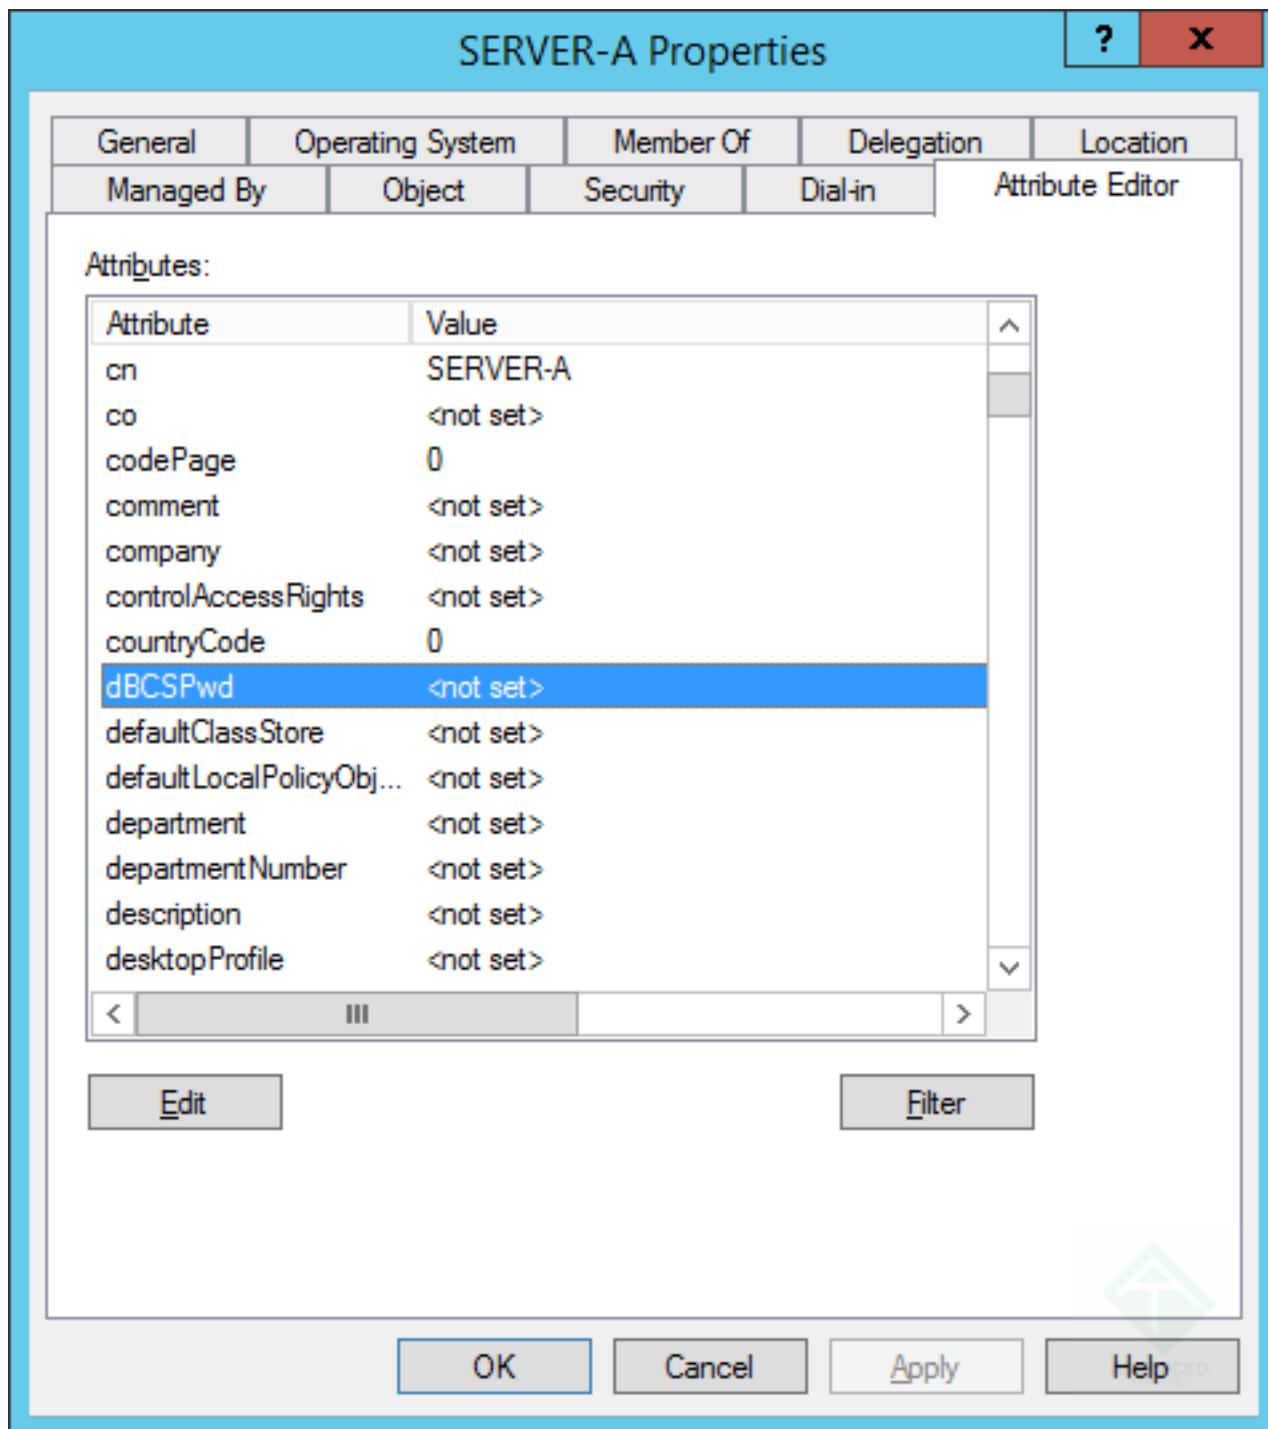 SERVER-A Properties
? x
General Operating System Member Of Delegation Location
Managed By Object Security Dial-in Attribute Editor
Attributes:
Attribute Value
cn SERVER-A
co <not set>
codePage 0
comment <not set>
company <not set>
controlAccessRights <not set>
countryCode 0
dBCSPwd <not set>
defaultClassStore <not set>
defaultLocalPolicyObj... <not set>
department <not set>
departmentNumber <not set>
description <not set>
desktopProfile <not set>
Edit Filter
OK Cancel Apply Help